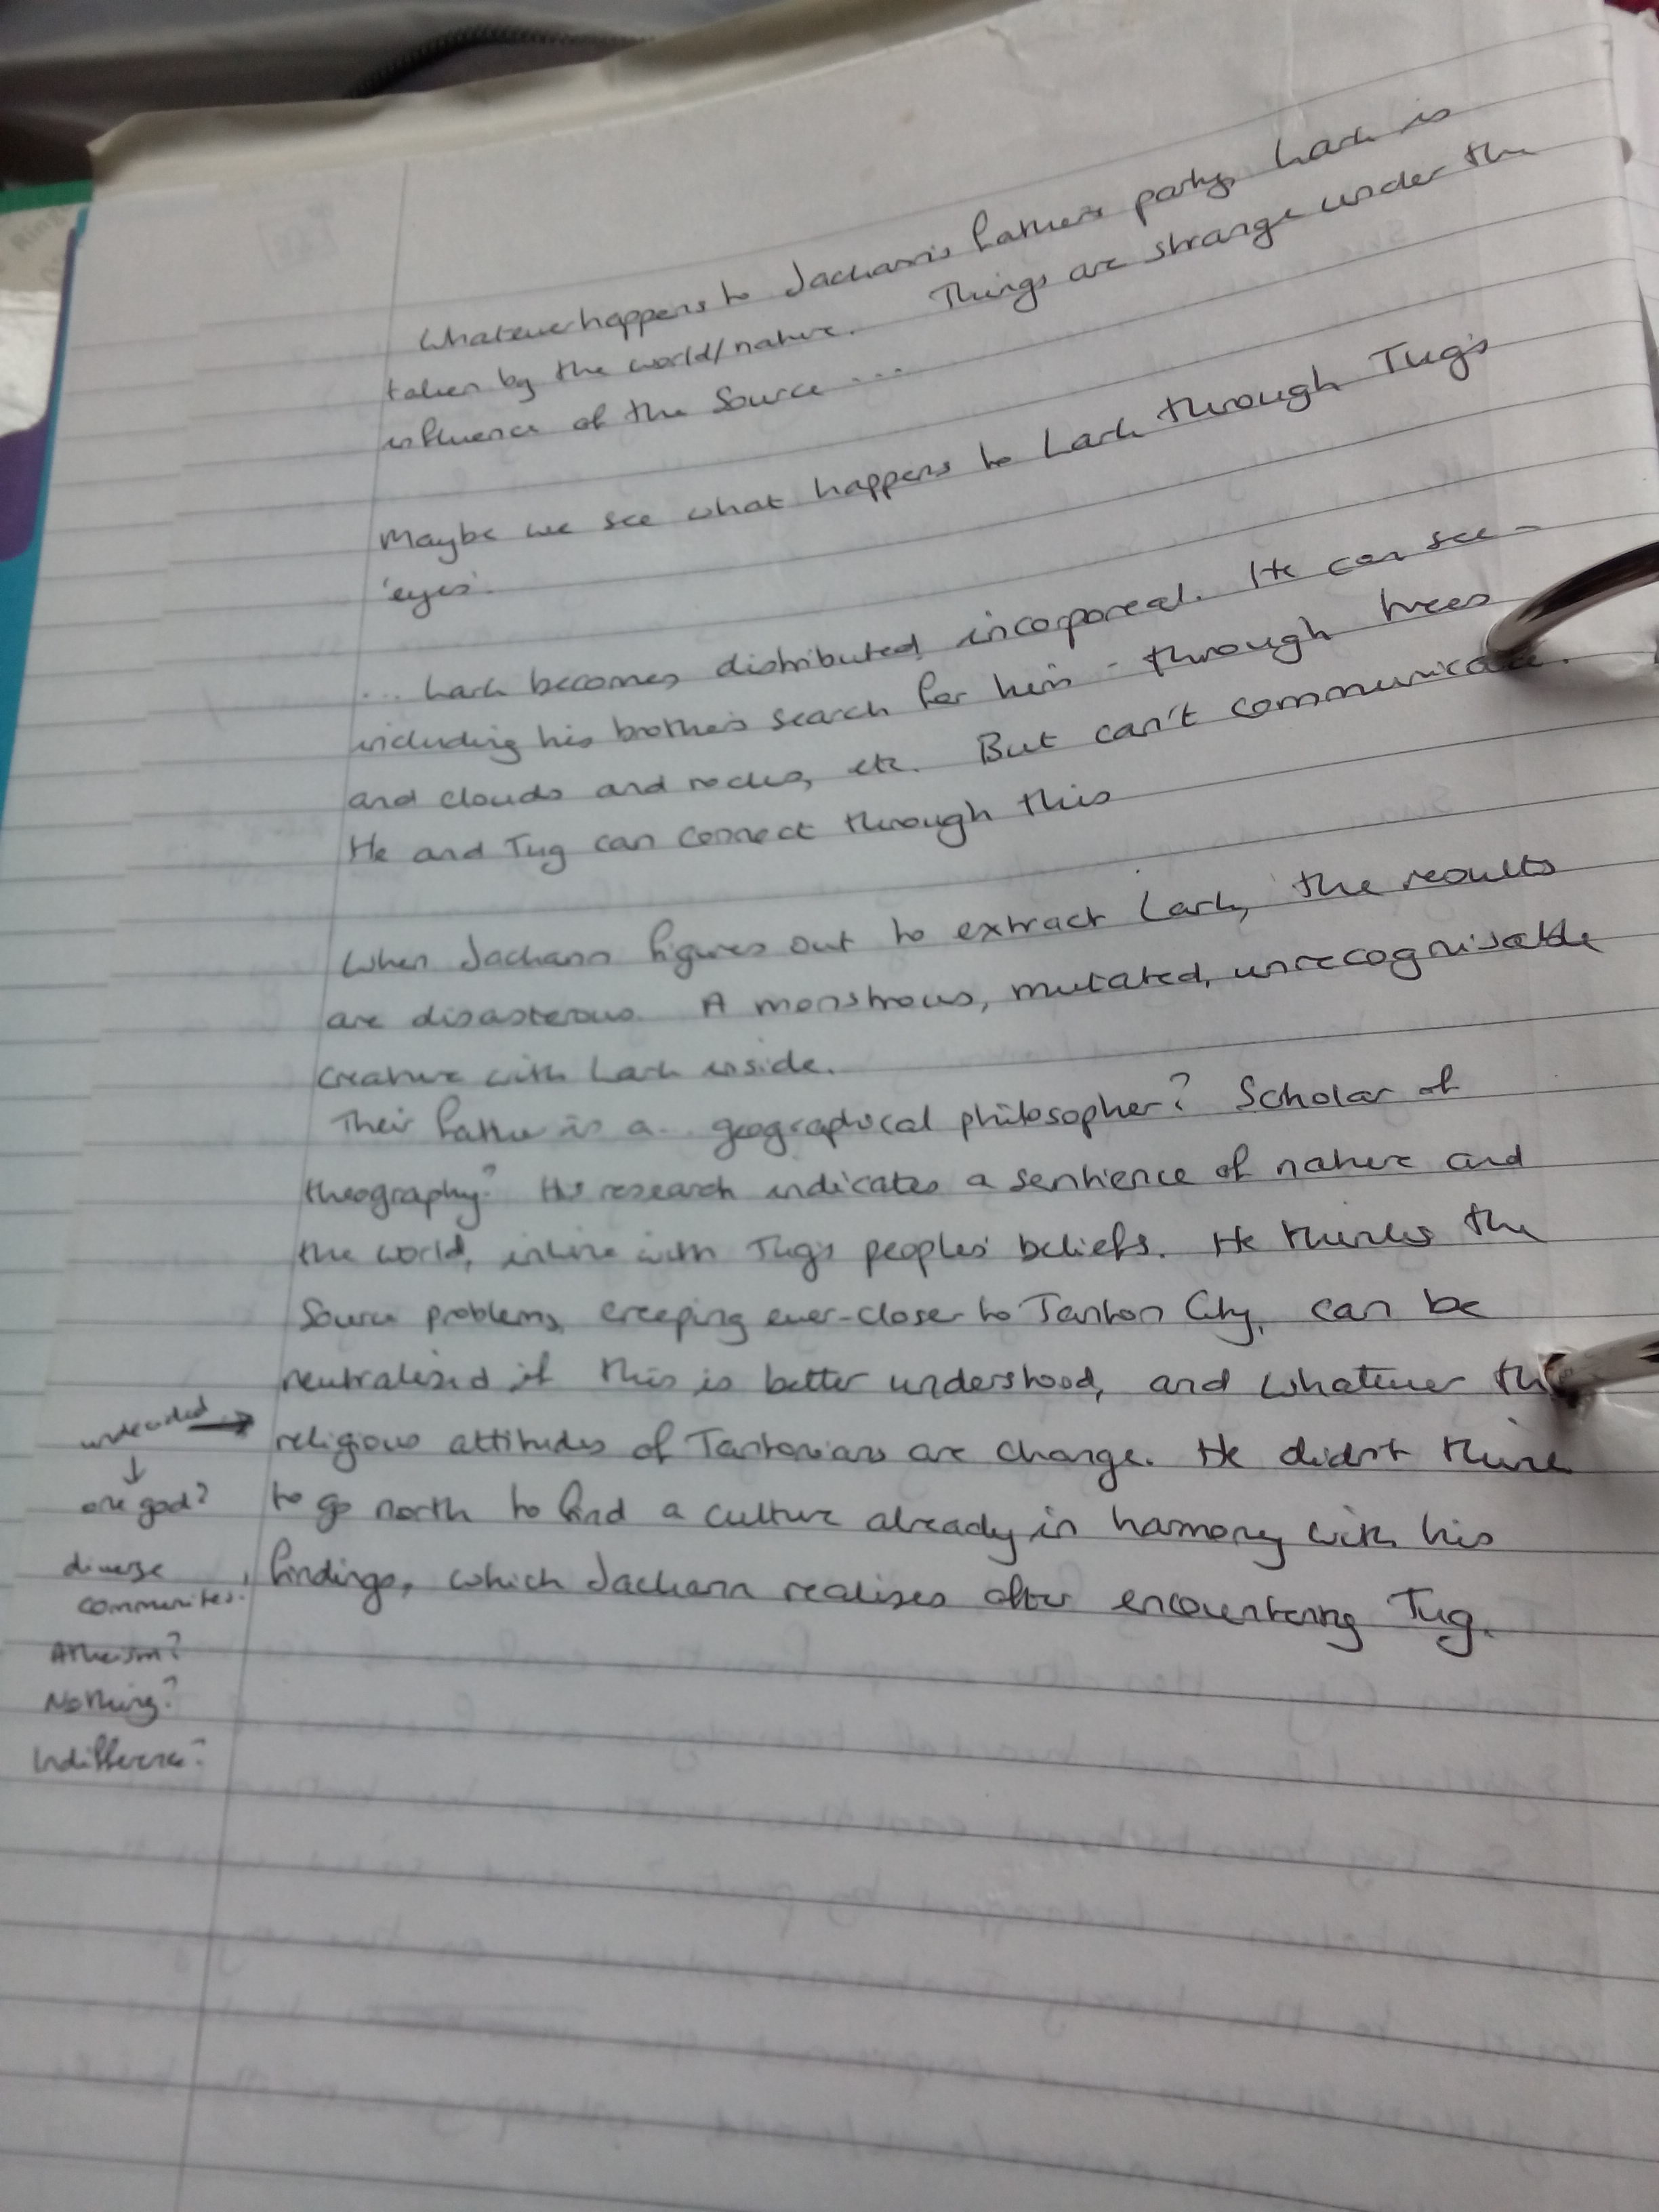 Whatever happens to Jachann's father's party, Lark is
taken by the world/nature. Things are strange under the
influence of the Source ...
Maybe we see what happens to Lark through Tug's
'eyes'.
... Lark becomes distributed, incorporeal. He can see -
including his brother's search for him - through trees
and clouds and rocks, etc. But can't communicate.
He and Tug can connect through this
When Jachann figures out to extract Lark, the results
are disasterous. A monstrous, mutated, unrecognisable
creature with Lark inside.
Their father is a .. geographical philosopher? Scholar of
theography? His research indicates a sentience of nature and
the world, inline with Tug's peoples' beliefs. He thinks the
Source problems, creeping ever-closer to Tanton City, can be
neutralised if this is better understood, and whatever the
undecided → religious attitudes of Tantonians are change. He didn't think
↓
one god? to go north to find a culture already in harmony with his
diverse findings, which Jachann realises after encountering Tug.
communites.
Atheism?
Nothing?
Indifference?